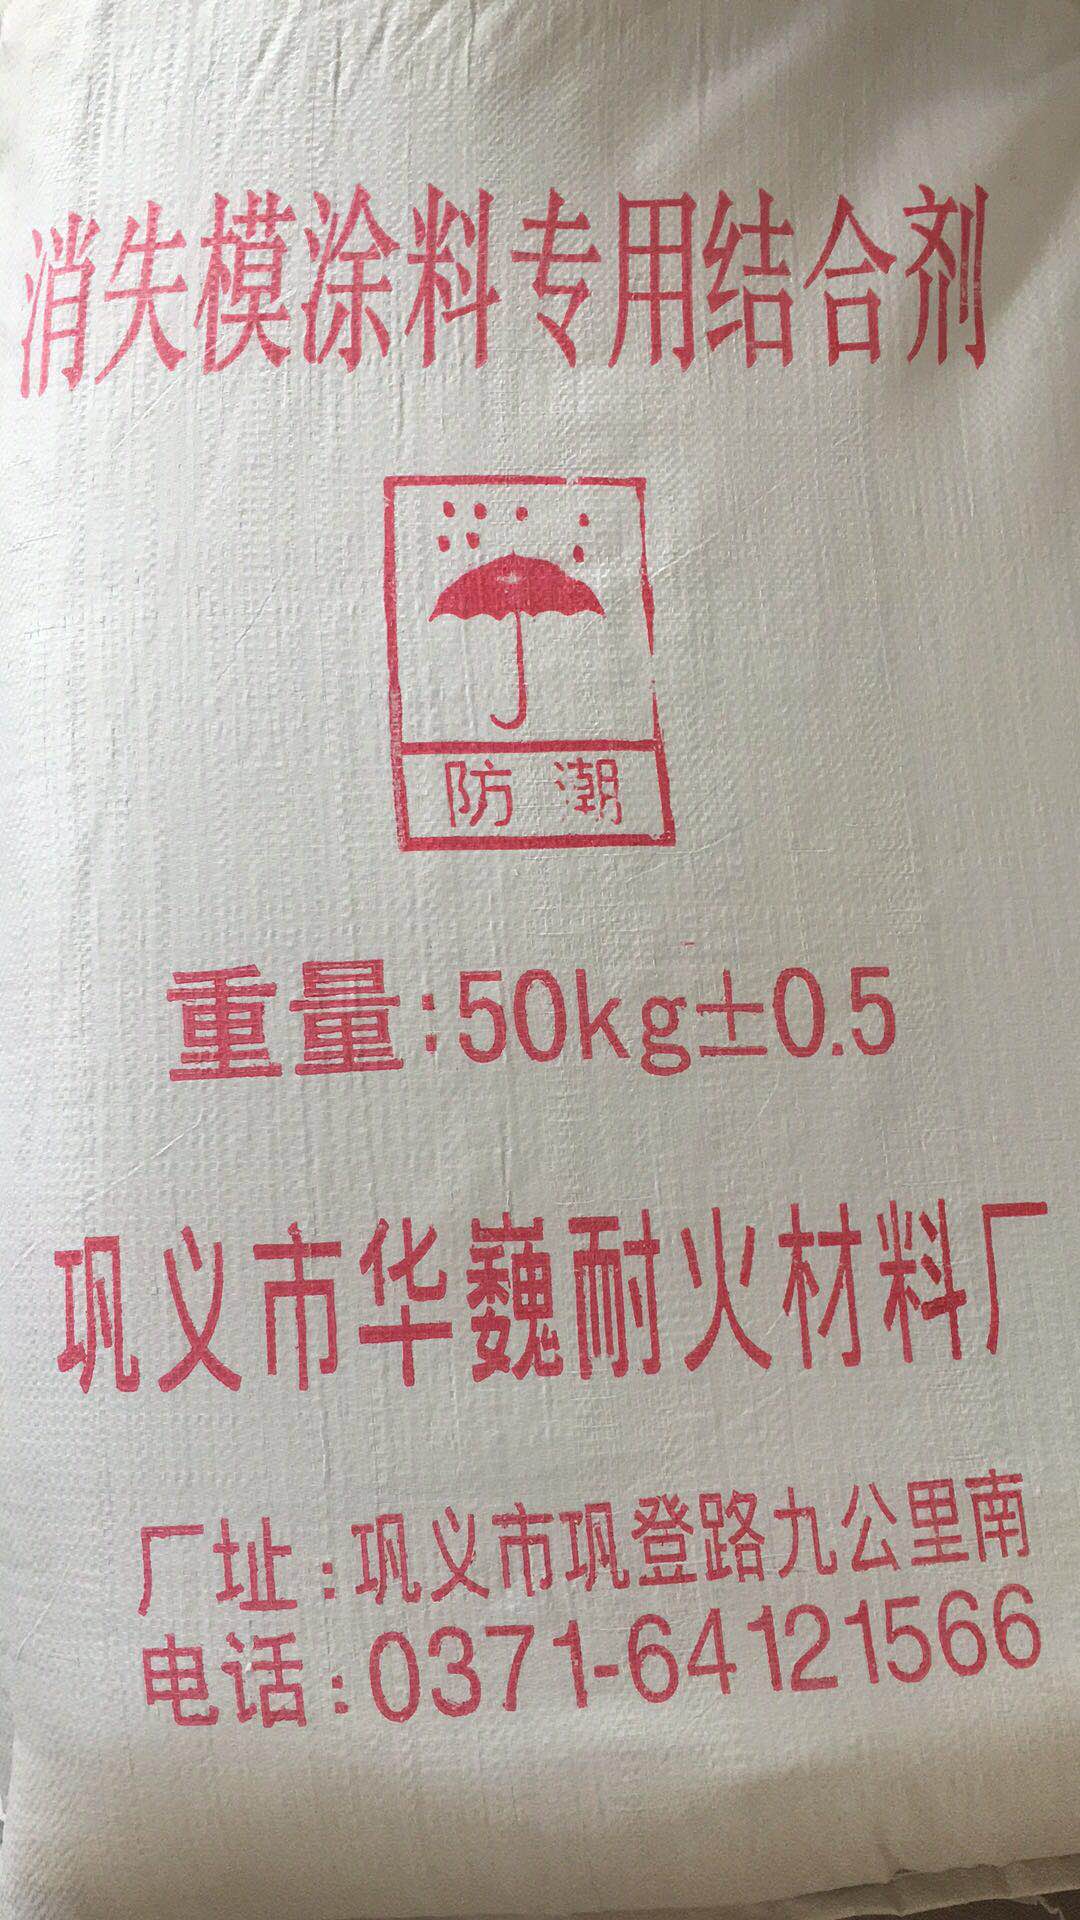 消失模涂料专用结合剂
防潮
重量:50kg±0.5
巩义市华巍耐火材料厂
厂址:巩义市巩登路九公里南
电话:0371-64121566